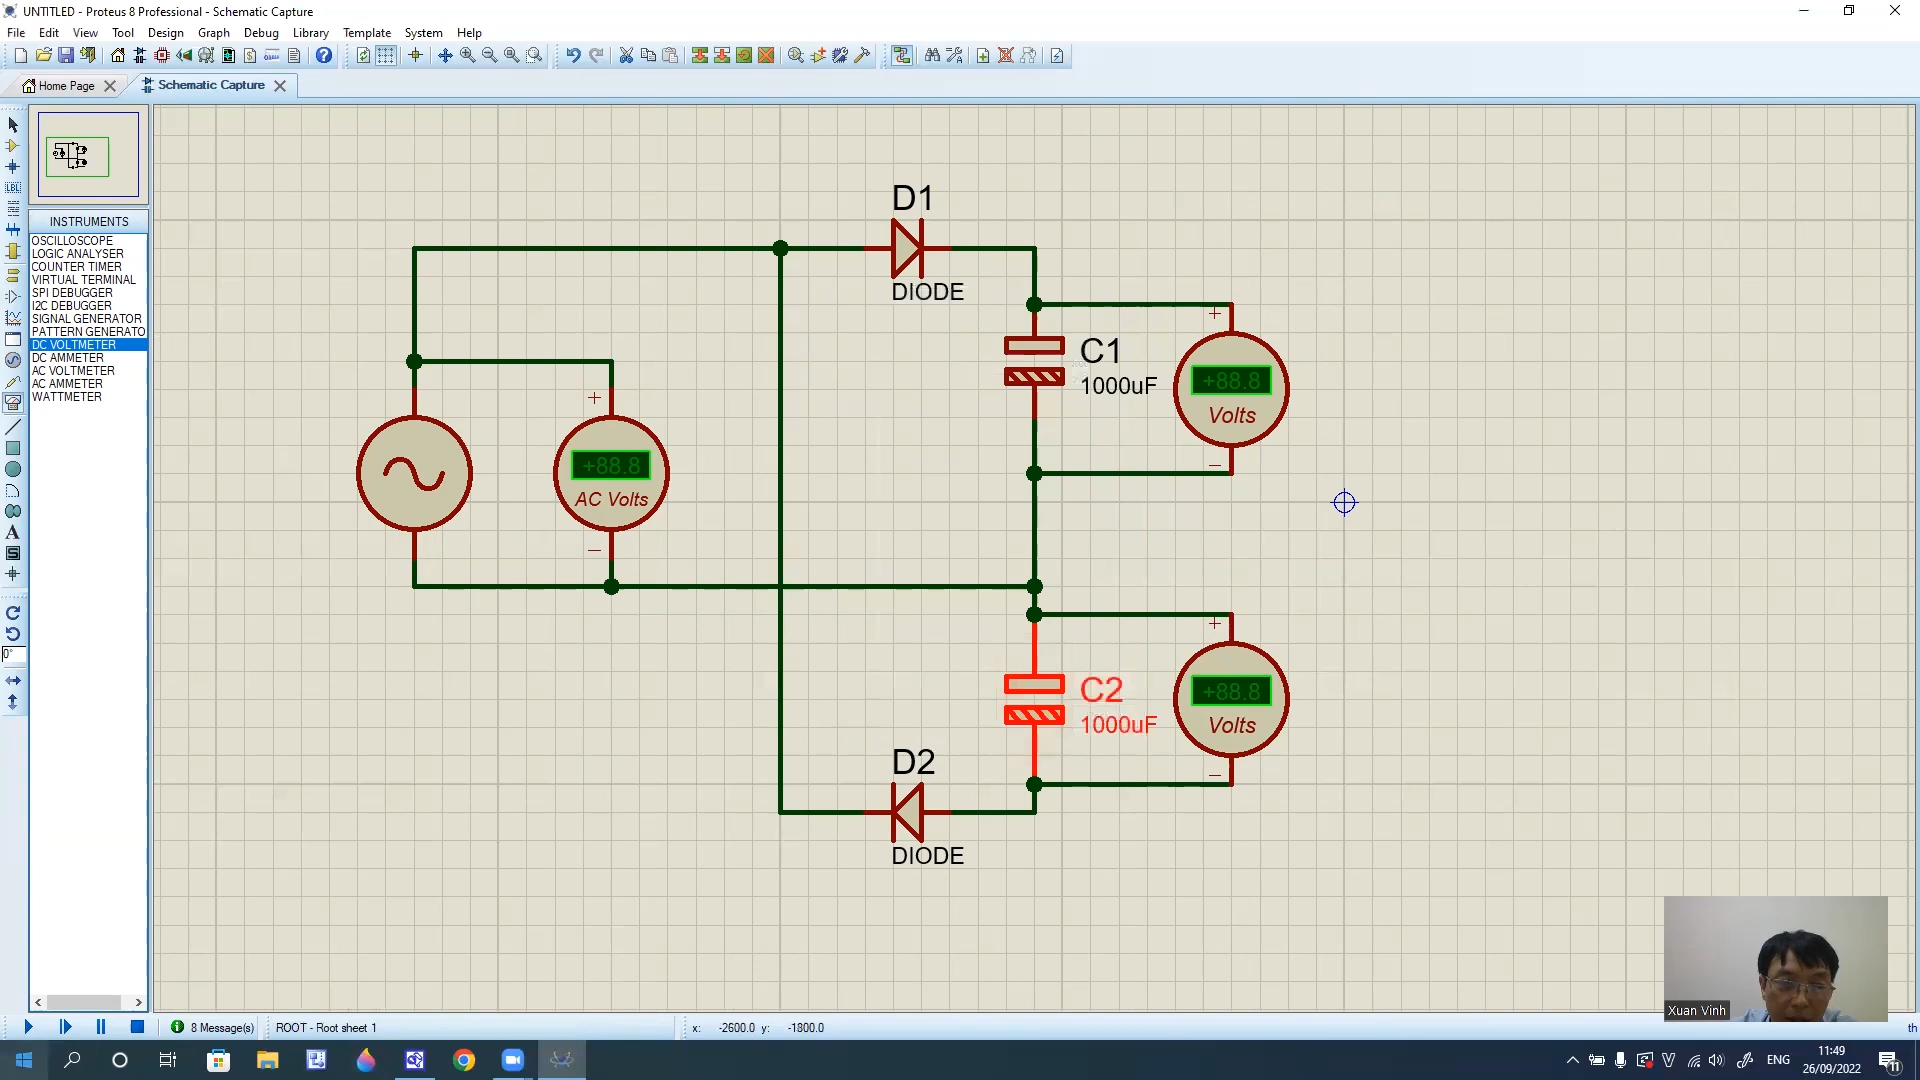 UNTITLED - Proteus 8 Professional - Schematic Capture
File Edit View Tool Design Graph Debug Library Template System Help
Home Page
Schematic Capture
LBL
A
S
0°
INSTRUMENTS
OSCILLOSCOPE
LOGIC ANALYSER
COUNTER TIMER
VIRTUAL TERMINAL
SPI DEBUGGER
I2C DEBUGGER
SIGNAL GENERATOR
PATTERN GENERATO
DC VOLTMETER
DC AMMETER
AC VOLTMETER
AC AMMETER
WATTMETER
D1
DIODE
C1
1000uF
+
+88.8
Volts
−
+
+88.8
AC Volts
−
C2
1000uF
+
+88.8
Volts
−
D2
DIODE
Xuan Vinh
8 Message(s)
ROOT - Root sheet 1
x: -2600.0 y: -1800.0
th
ENG
11:49
26/09/2022
11